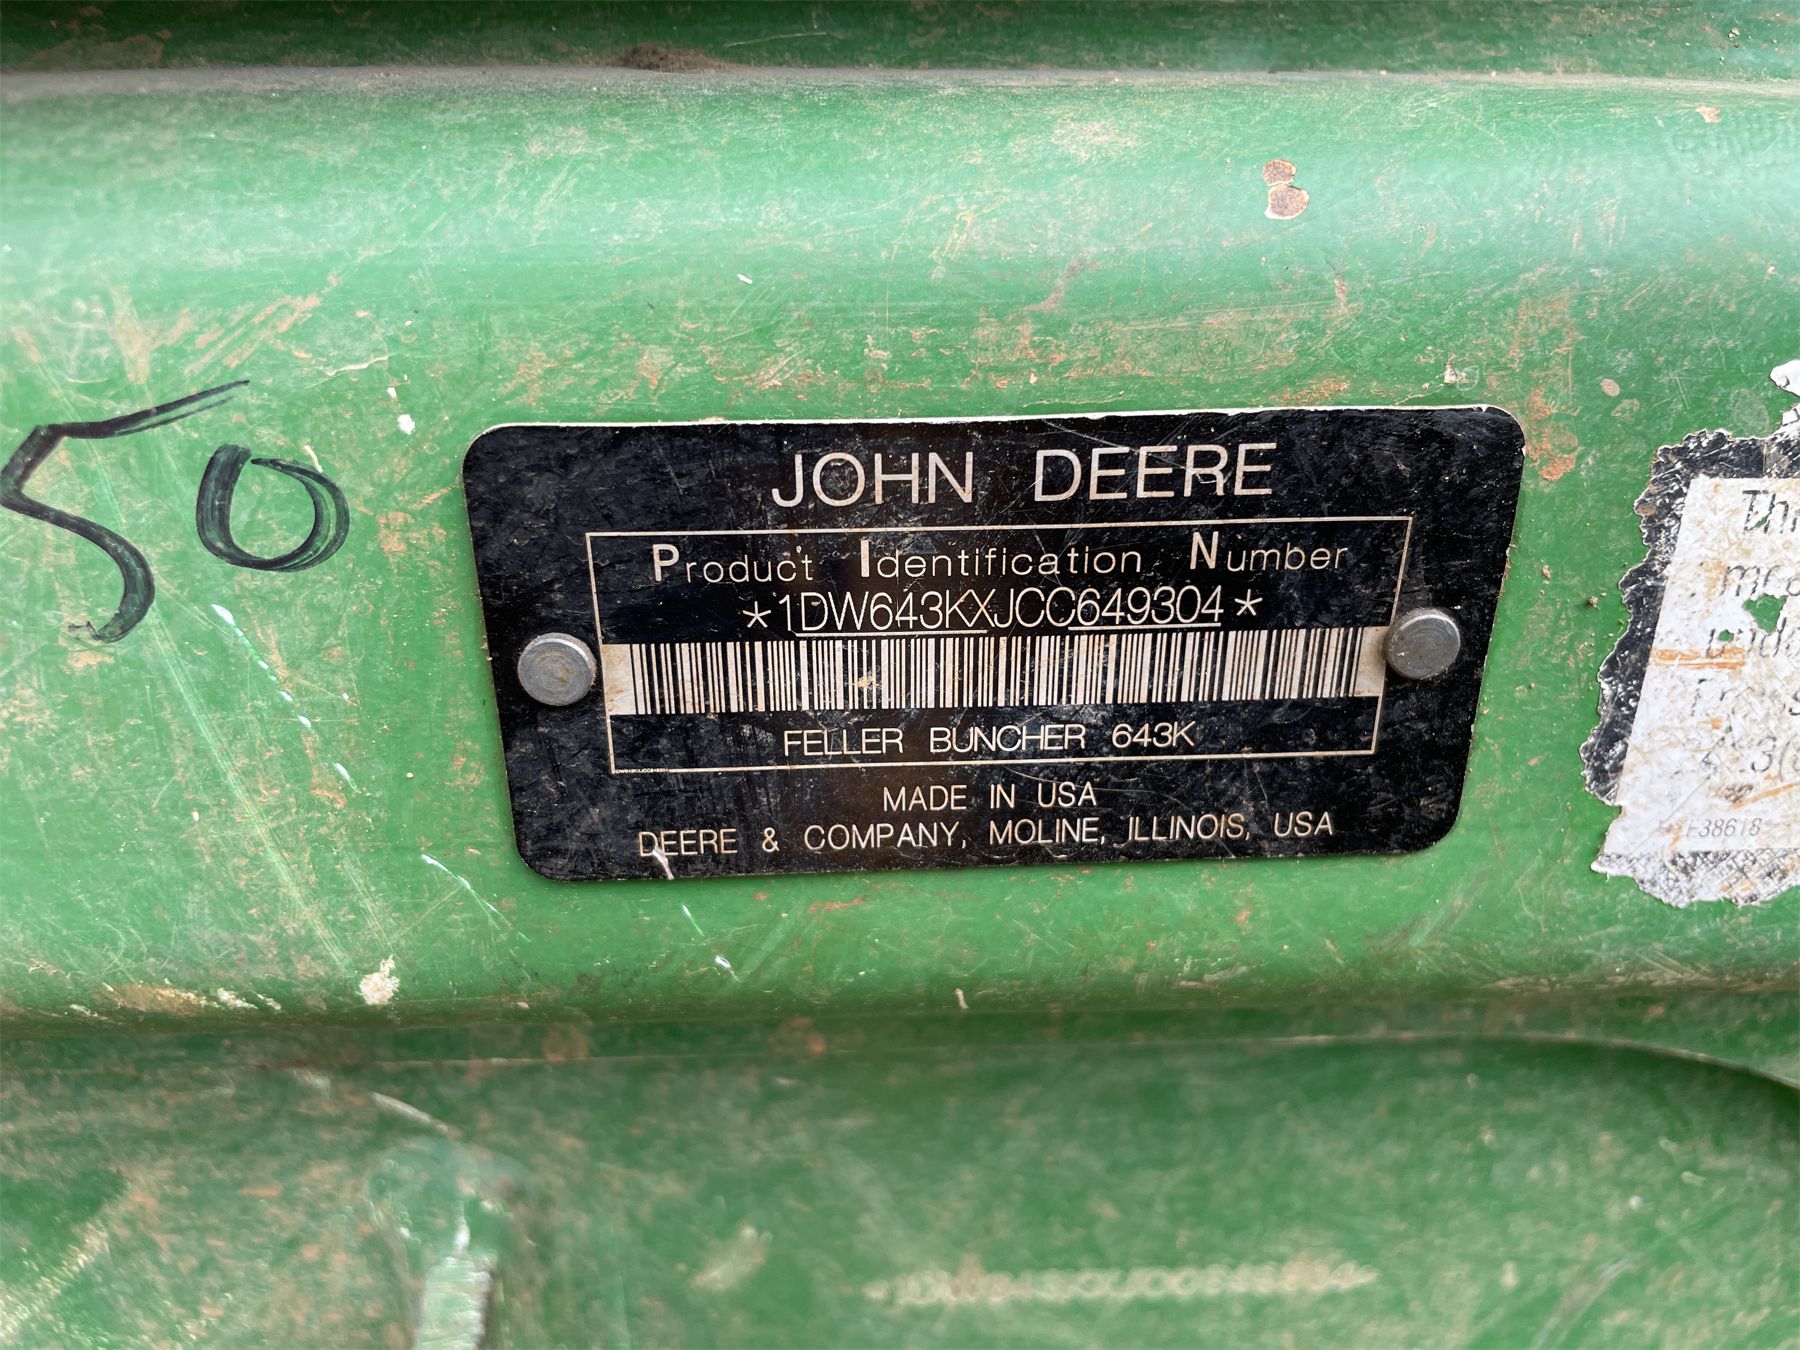 50
JOHN DEERE
Product Identification Number
*1DW643KXJCC649304*
FELLER BUNCHER 643K
MADE IN USA
DEERE & COMPANY, MOLINE, ILLINOIS, USA